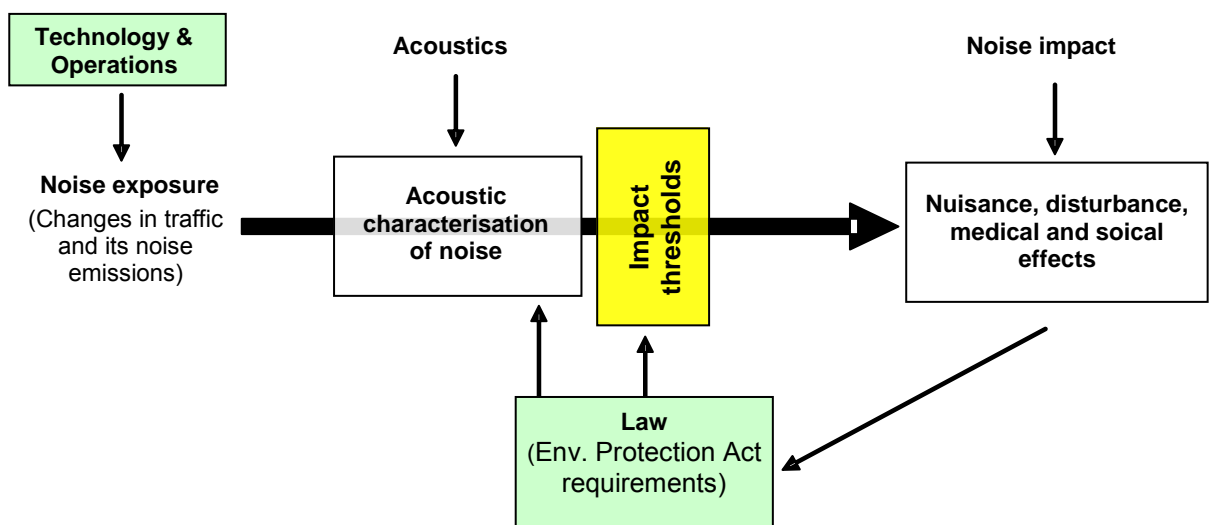 Technology &
Operations
Acoustics
Noise impact
Noise exposure
(Changes in traffic
and its noise
emissions)
Acoustic
characterisation
of noise
Impact
thresholds
Nuisance, disturbance,
medical and soical
effects
Law
(Env. Protection Act
requirements)